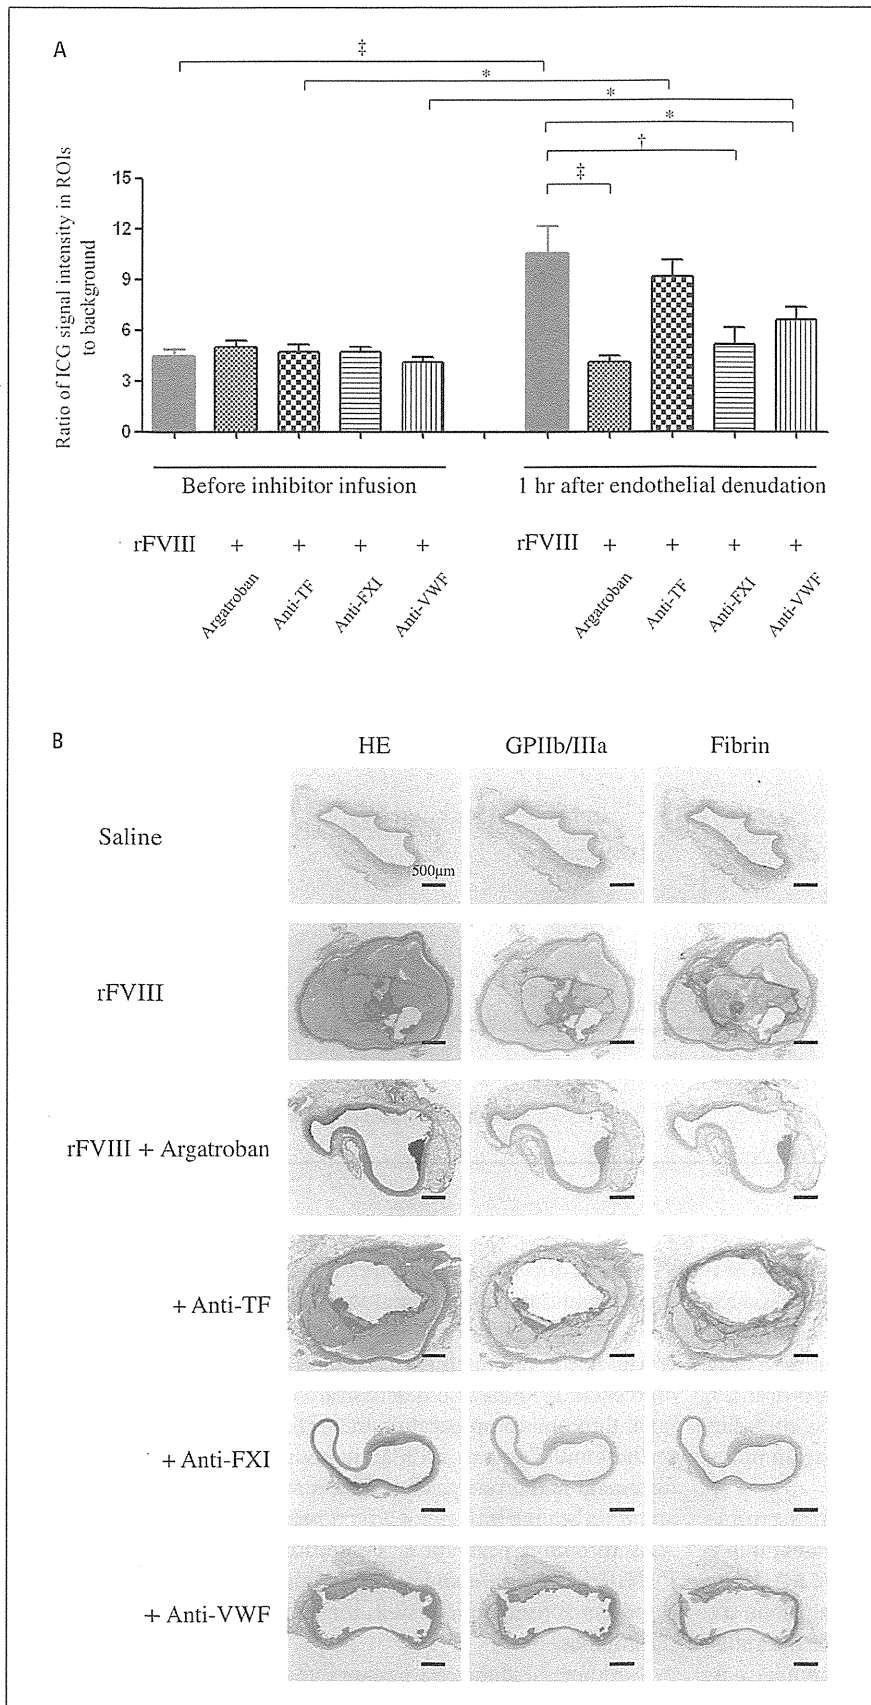 A
‡
*
*
*
†
‡
Ratio of ICG signal intensity in ROIs
to background
15
12
9
6
3
0
Before inhibitor infusion
1 hr after endothelial denudation
rFVIII + + + +
rFVIII + + + +
Argatroban
Anti-TF
Anti-FXI
Anti-VWF
Argatroban
Anti-TF
Anti-FXI
Anti-VWF
B
HE
GPIIb/IIIa
Fibrin
Saline
500μm
rFVIII
rFVIII + Argatroban
+ Anti-TF
+ Anti-FXI
+ Anti-VWF